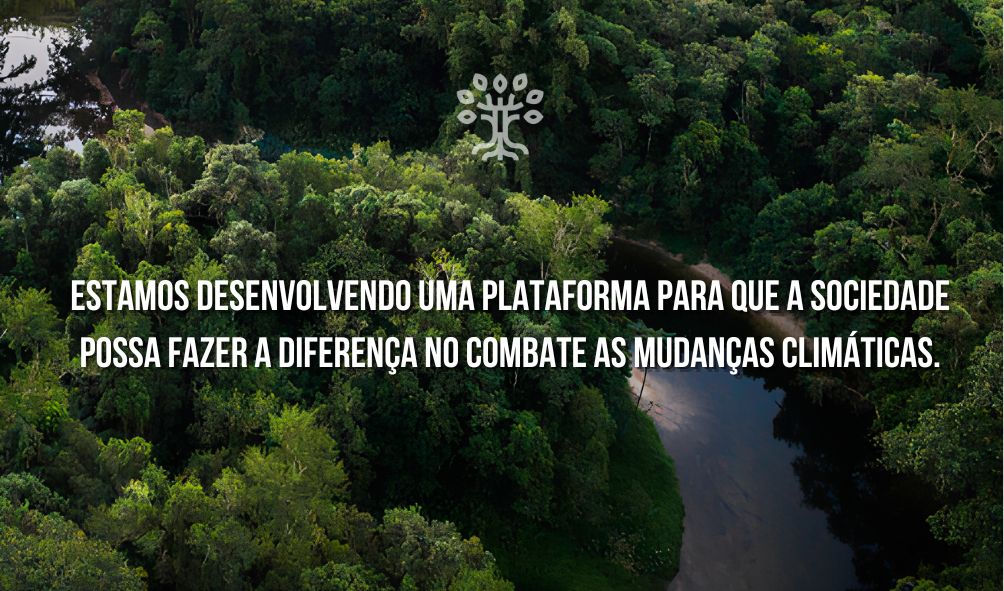 ESTAMOS DESENVOLVENDO UMA PLATAFORMA PARA QUE A SOCIEDADE
POSSA FAZER A DIFERENÇA NO COMBATE AS MUDANÇAS CLIMÁTICAS.